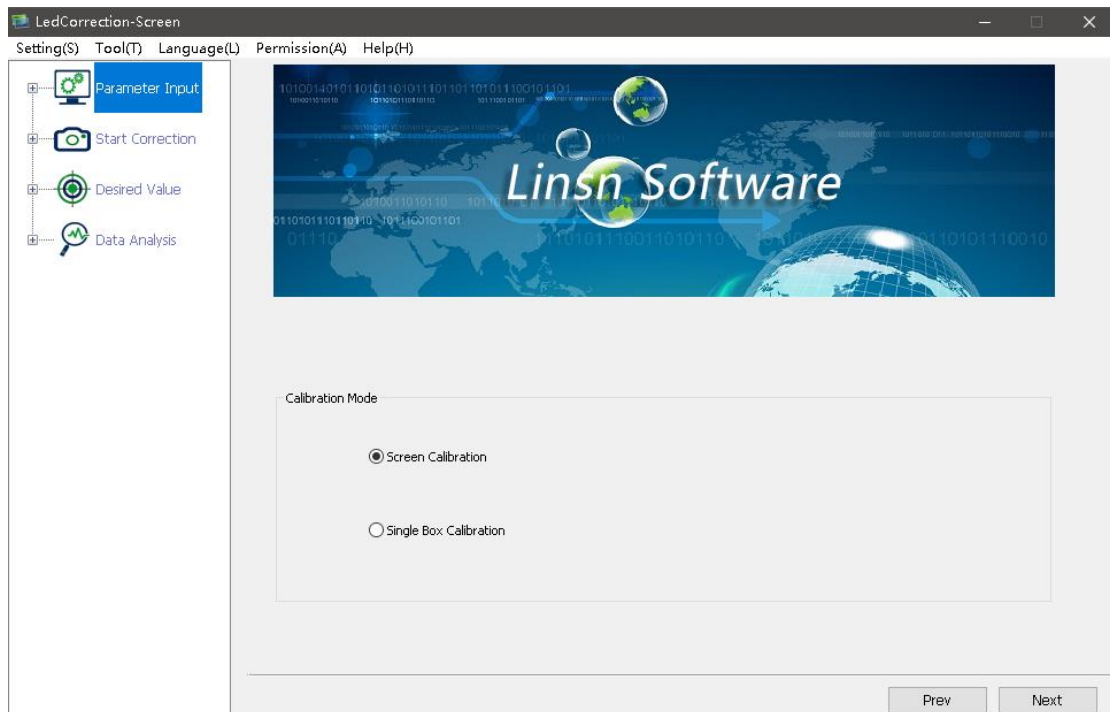 LedCorrection-Screen
Setting(S) Tool(T) Language(L) Permission(A) Help(H)
Parameter Input
Start Correction
Desired Value
Data Analysis
Linsn Software
Calibration Mode
Screen Calibration
Single Box Calibration
Prev Next